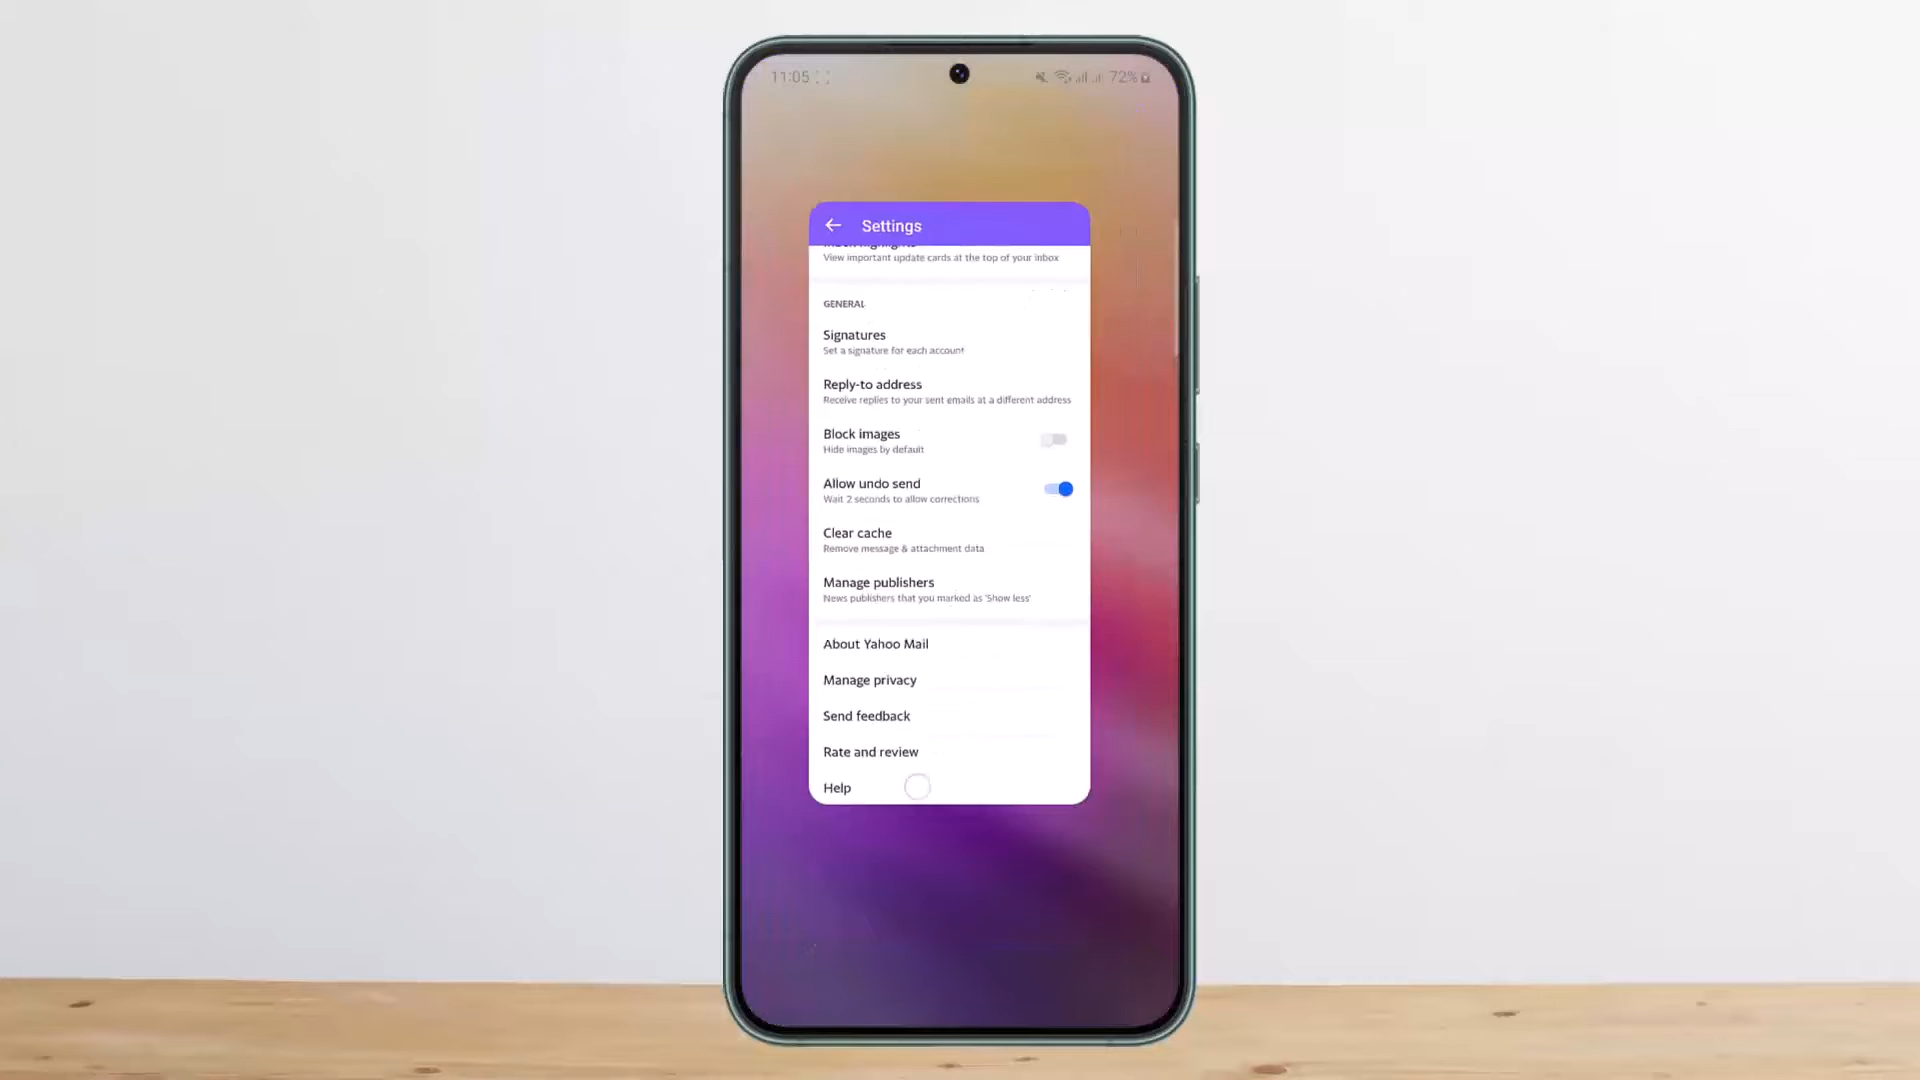 11:05
72%
Settings
View important update cards at the top of your inbox
GENERAL
Signatures
Set a signature for each account
Reply-to address
Receive replies to your sent emails at a different address
Block images
Hide images by default
Allow undo send
Wait 2 seconds to allow corrections
Clear cache
Remove message & attachment data
Manage publishers
News publishers that you marked as 'Show less'
About Yahoo Mail
Manage privacy
Send feedback
Rate and review
Help